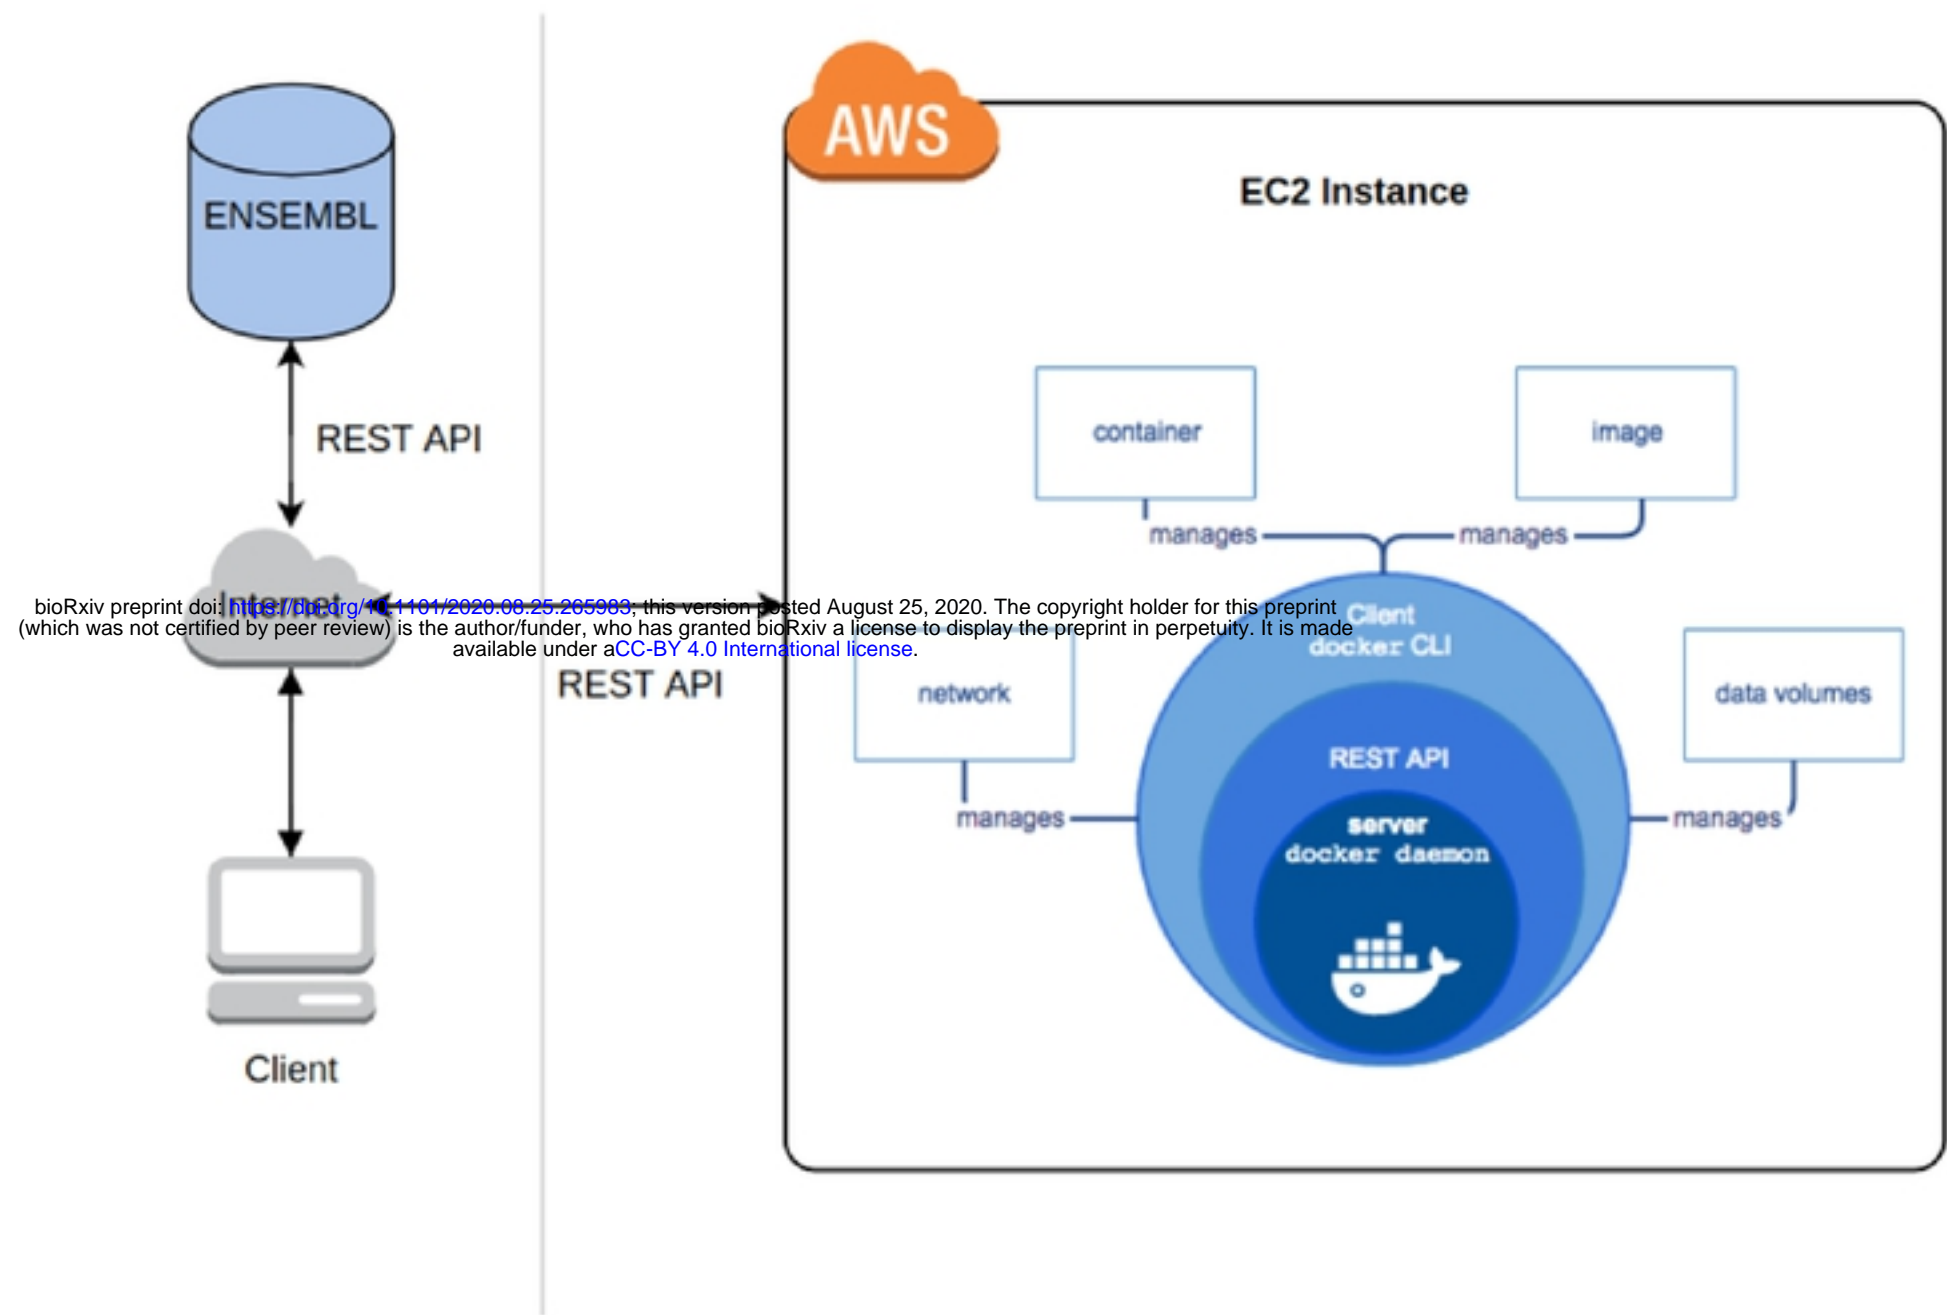 AWS
EC2 Instance
ENSEMBL
REST API
container
image
manages
manages
Internet
bioRxiv preprint doi: https://doi.org/10.1101/2020.08.25.265983; this version posted August 25, 2020. The copyright holder for this preprint
(which was not certified by peer review) is the author/funder, who has granted bioRxiv a license to display the preprint in perpetuity. It is made
available under aCC-BY 4.0 International license.
Client
docker CLI
REST API
network
data volumes
REST API
manages
manages
server
docker daemon
Client